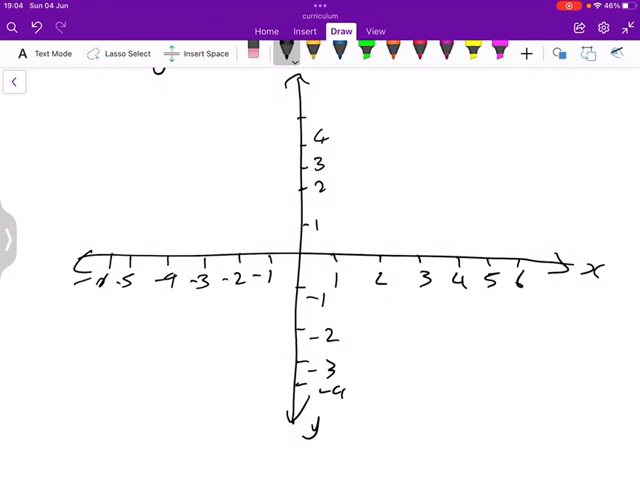 19:04 Sun 04 Jun
46%
curriculum
Home Insert Draw View
A Text Mode Lasso Select Insert Space
4
3
2
1
-5 -4 -3 -2 -1 1 2 3 4 5 6 x
-1
-2
-3
-4
y